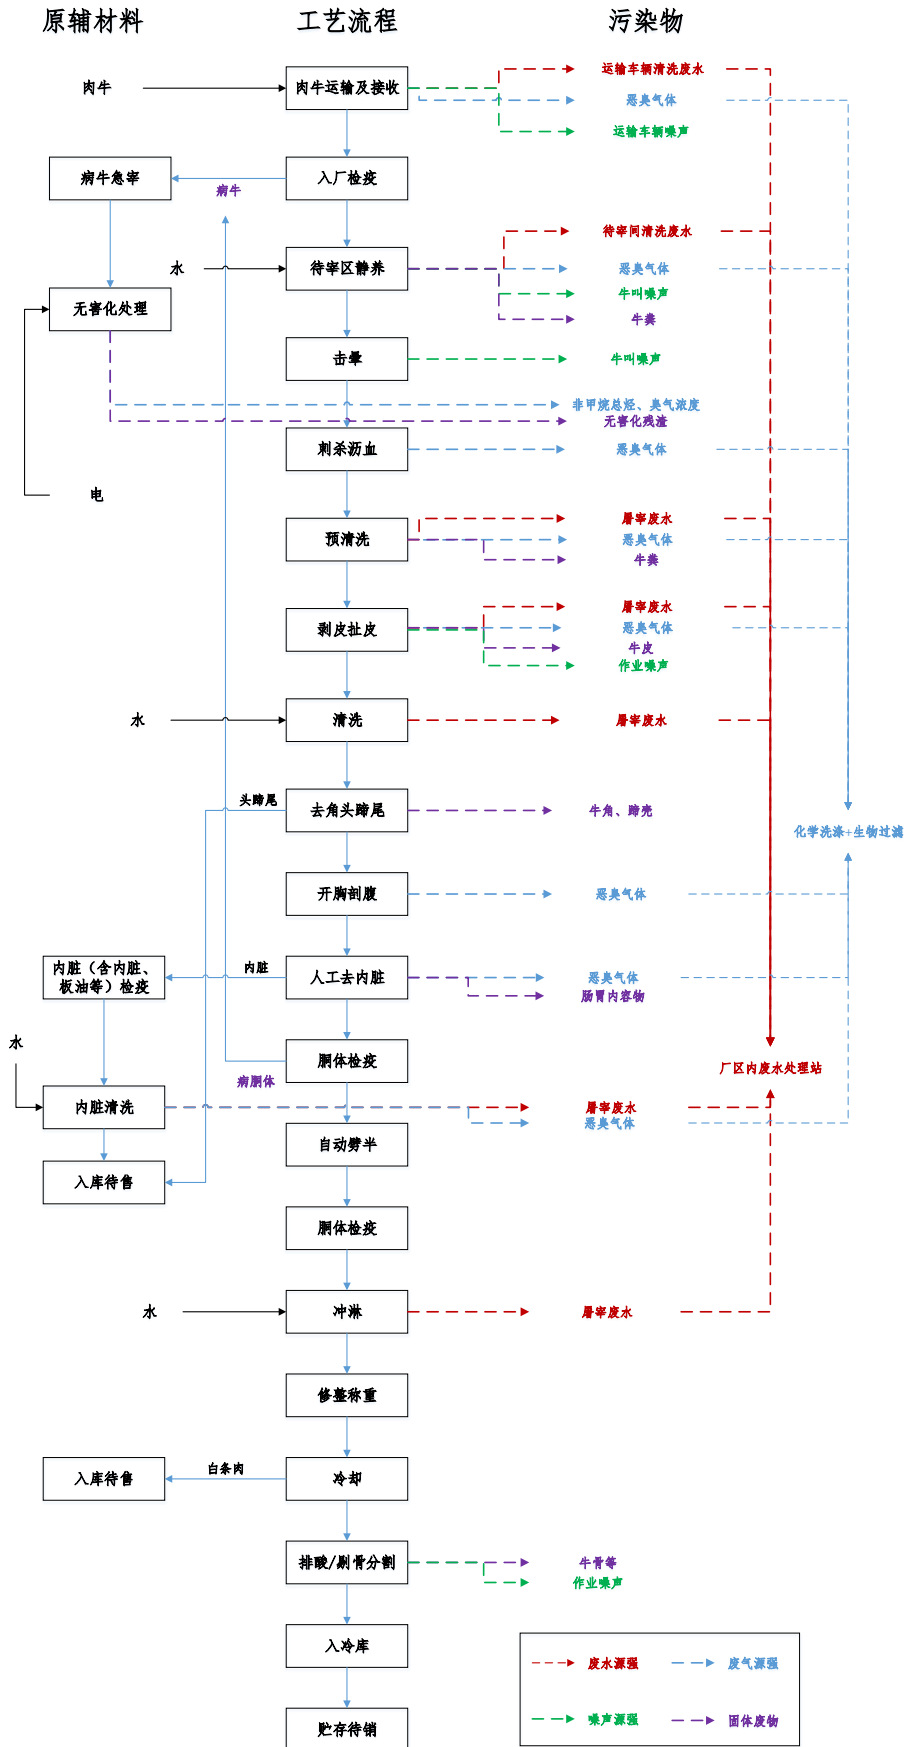 原辅材料 工艺流程 污染物
肉牛 肉牛运输及接收 运输车辆清洗废水
恶臭气体
运输车辆噪声
病牛急宰 病牛 入厂检疫
待宰间清洗废水
水 待宰区静养 恶臭气体
牛叫噪声
无害化处理 牛粪
击晕 牛叫噪声
非甲烷总烃、臭气浓度
无害化残渣
刺杀沥血 恶臭气体
电
屠宰废水
预清洗 恶臭气体
牛粪
屠宰废水
剥皮扯皮 恶臭气体
牛皮
作业噪声
水 清洗 屠宰废水
头蹄尾 去角头蹄尾 牛角、蹄壳
化学洗涤+生物过滤
开胸剖腹 恶臭气体
内脏（含内脏、
板油等）检疫
内脏 人工去内脏 恶臭气体
肠胃内容物
水 胴体检疫
病胴体 厂区内废水处理站
内脏清洗 屠宰废水
恶臭气体
自动劈半
入库待售
胴体检疫
水 冲淋 屠宰废水
修整称重
入库待售 白条肉 冷却
排酸/剔骨分割 牛骨等
作业噪声
入冷库
废水源强 废气源强
贮存待销 噪声源强 固体废物